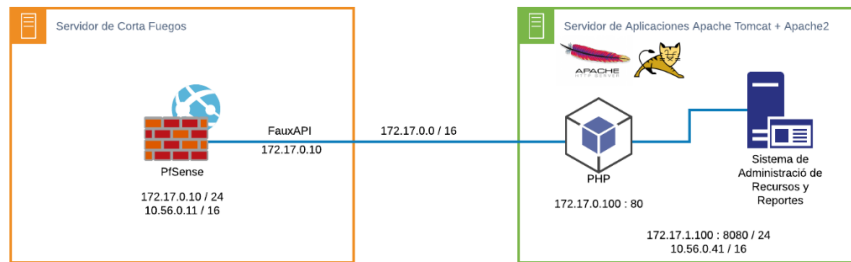 Servidor de Corta Fuegos
Servidor de Aplicaciones Apache Tomcat + Apache2
APACHE
HTTP SERVER
FauxAPI
172.17.0.10
172.17.0.0 / 16
PfSense
172.17.0.10 / 24
10.56.0.11 / 16
PHP
172.17.0.100 : 80
Sistema de
Administració de
Recursos y
Reportes
172.17.1.100 : 8080 / 24
10.56.0.41 / 16